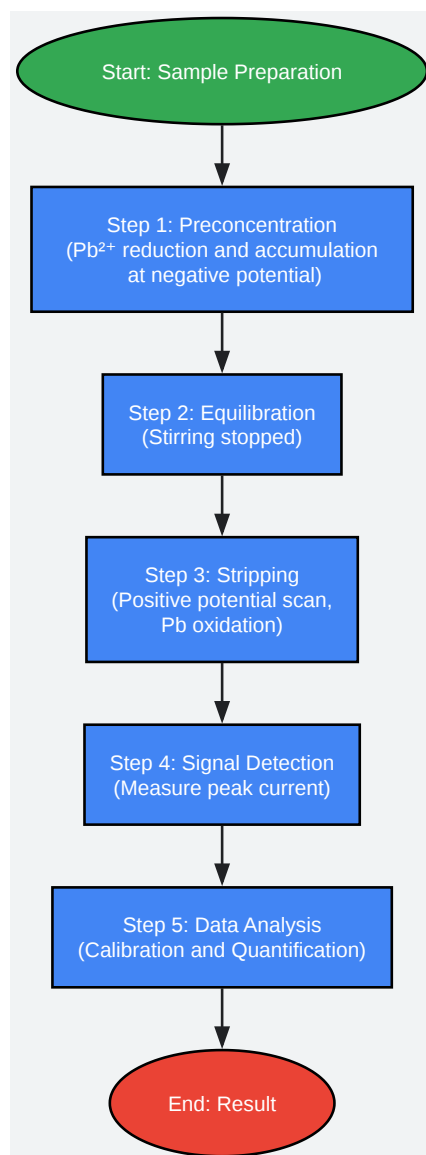 Start: Sample Preparation
Step 1: Preconcentration
(Pb²⁺ reduction and accumulation
at negative potential)
Step 2: Equilibration
(Stirring stopped)
Step 3: Stripping
(Positive potential scan,
Pb oxidation)
Step 4: Signal Detection
(Measure peak current)
Step 5: Data Analysis
(Calibration and Quantification)
End: Result